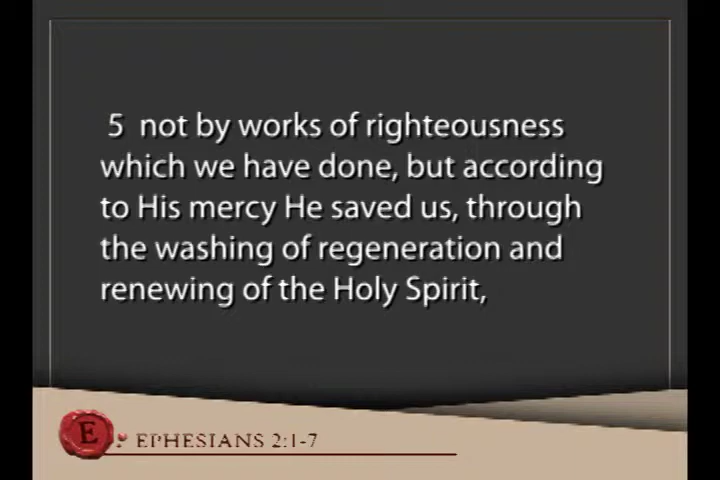 5 not by works of righteousness
which we have done, but according
to His mercy He saved us, through
the washing of regeneration and
renewing of the Holy Spirit,
E
EPHESIANS 2:1-7